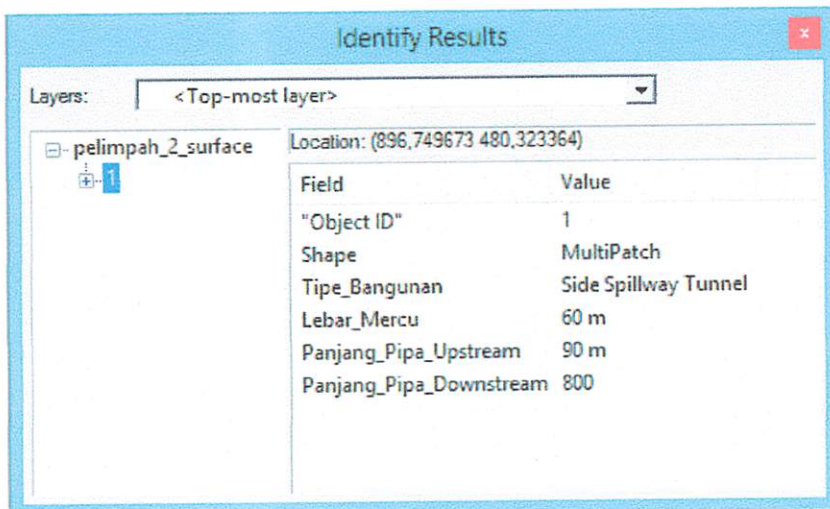 Identify Results
x
Layers: <Top-most layer>
pelimpah_2_surface
1
Location: (896,749673 480,323364)
Field Value
"Object ID" 1
Shape MultiPatch
Tipe_Bangunan Side Spillway Tunnel
Lebar_Mercu 60 m
Panjang_Pipa_Upstream 90 m
Panjang_Pipa_Downstream 800